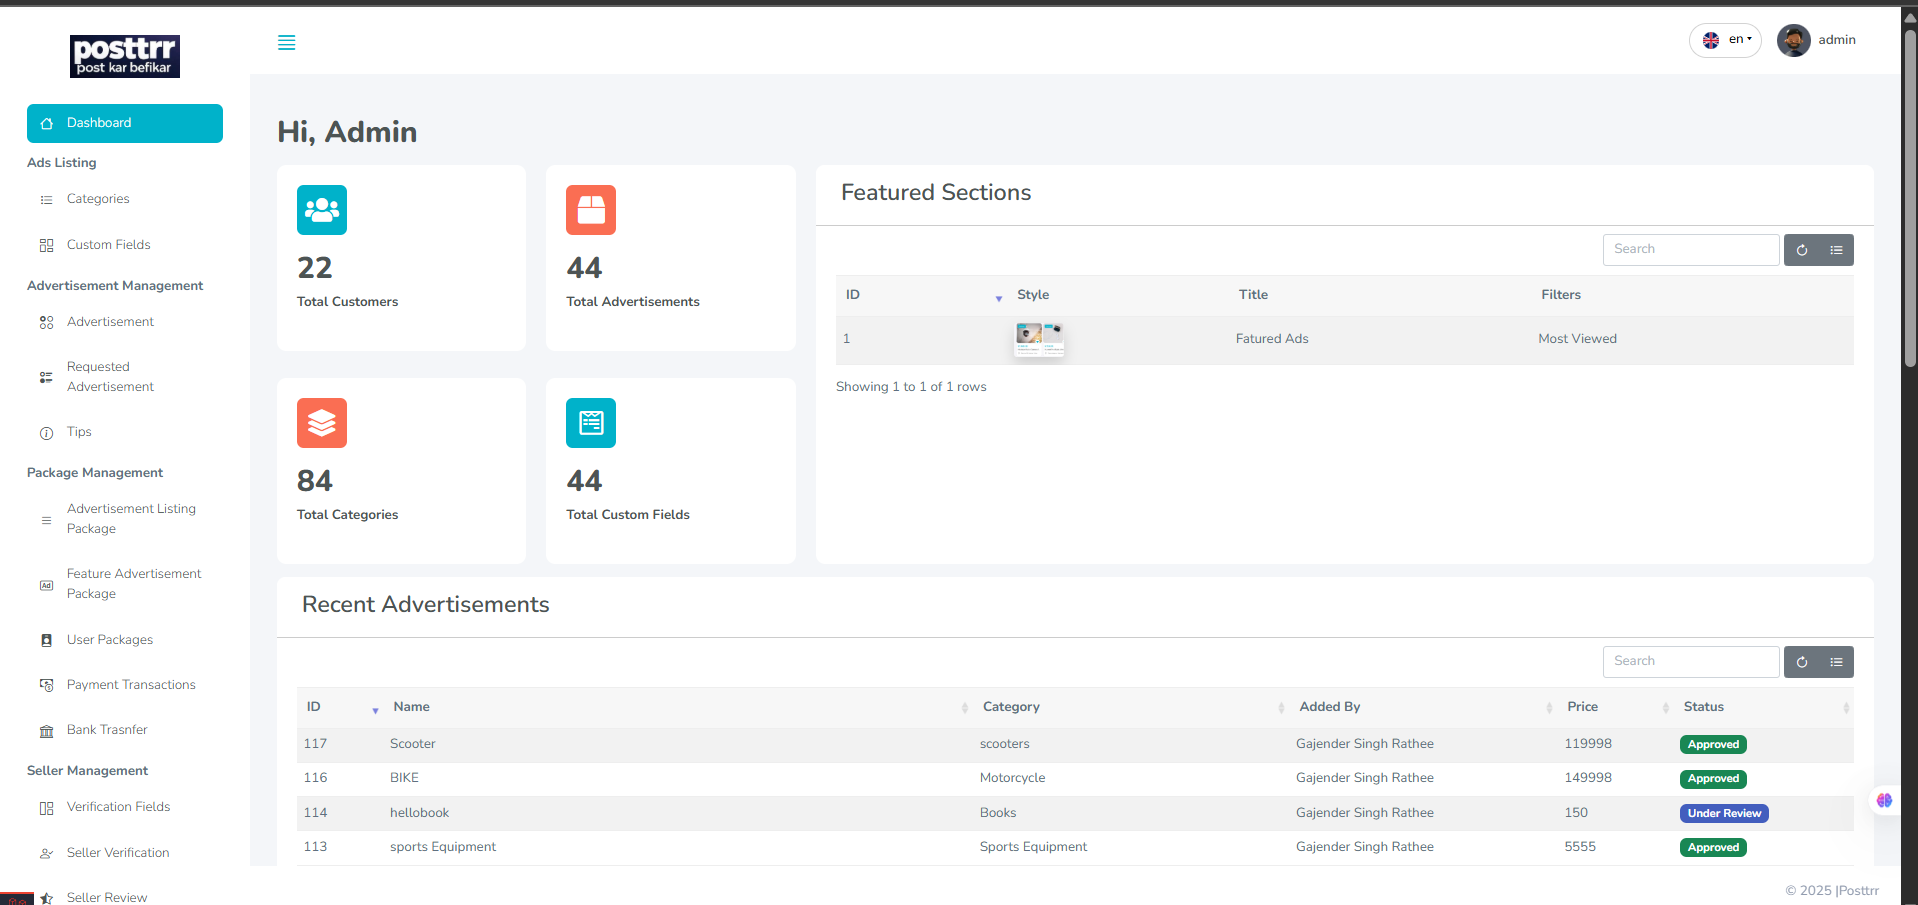 posttrr
post kar befikar
en
admin
Dashboard
Ads Listing
Categories
Custom Fields
Advertisement Management
Advertisement
Requested
Advertisement
Tips
Package Management
Advertisement Listing
Package
Feature Advertisement
Package
User Packages
Payment Transactions
Bank Trasnfer
Seller Management
Verification Fields
Seller Verification
Seller Review
Hi, Admin
22
Total Customers
44
Total Advertisements
84
Total Categories
44
Total Custom Fields
Featured Sections
Search
ID Style Title Filters
1 Fatured Ads Most Viewed
Showing 1 to 1 of 1 rows
Recent Advertisements
Search
ID Name Category Added By Price Status
117 Scooter scooters Gajender Singh Rathee 119998 Approved
116 BIKE Motorcycle Gajender Singh Rathee 149998 Approved
114 hellobook Books Gajender Singh Rathee 150 Under Review
113 sports Equipment Sports Equipment Gajender Singh Rathee 5555 Approved
© 2025 |Posttrr